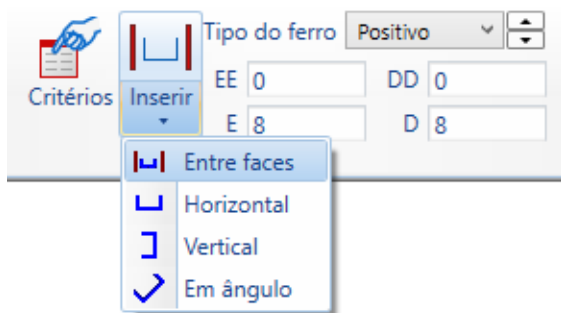 Tipo do ferro Positivo
Critérios Inserir EE 0 DD 0
E 8 D 8
Entre faces
Horizontal
Vertical
Em ângulo